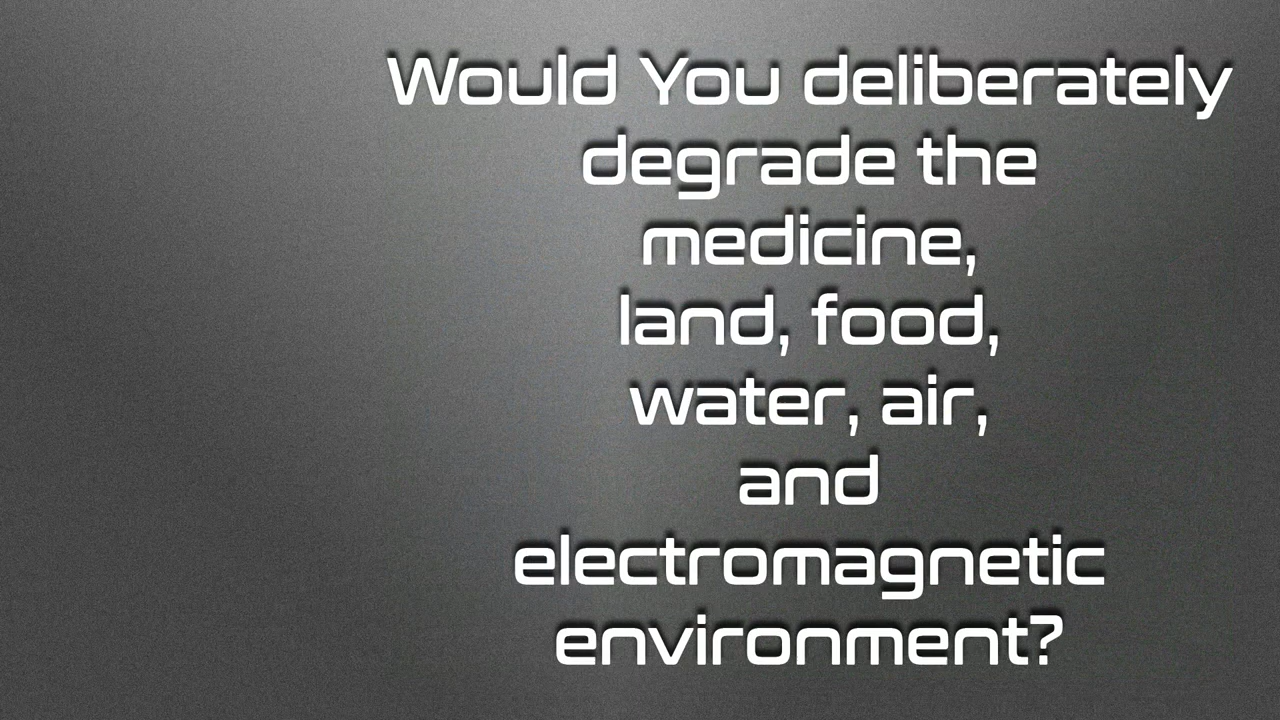 Would You deliberately
degrade the
medicine,
land, food,
water, air,
and
electromagnetic
environment?